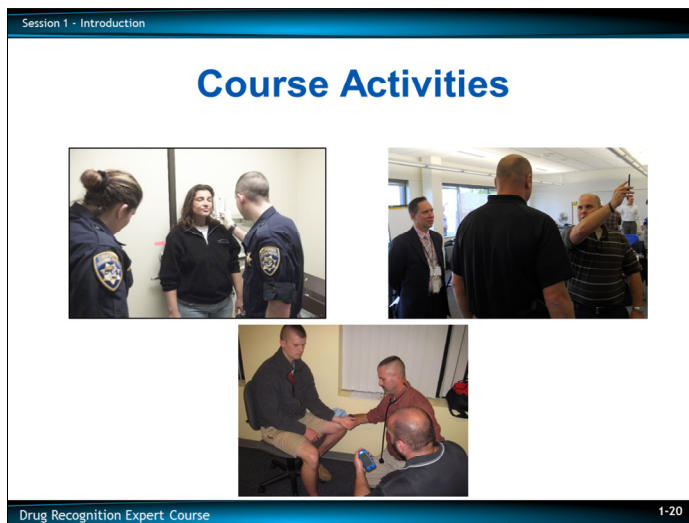 Session 1 - Introduction
Course Activities
Drug Recognition Expert Course
1-20